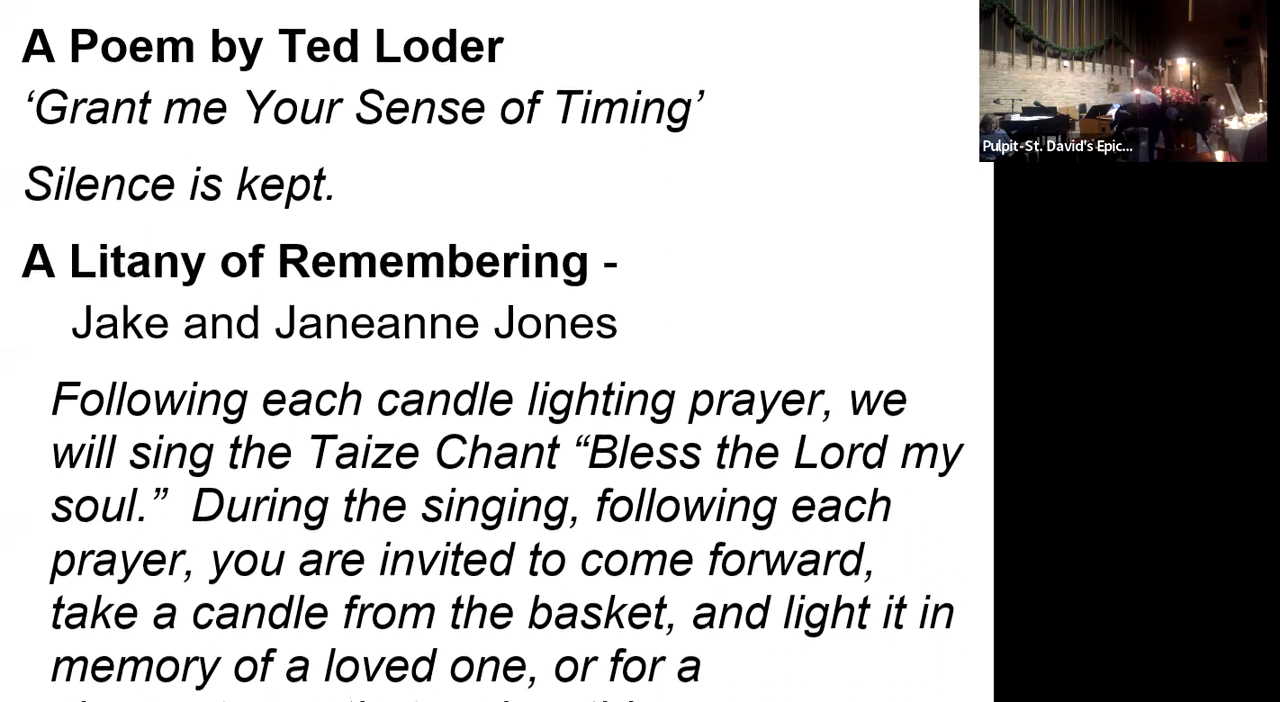 A Poem by Ted Loder
‘Grant me Your Sense of Timing’
Silence is kept.
A Litany of Remembering -
Jake and Janeanne Jones
Following each candle lighting prayer, we
will sing the Taize Chant “Bless the Lord my
soul.”  During the singing, following each
prayer, you are invited to come forward,
take a candle from the basket, and light it in
memory of a loved one, or for a
Pulpit-St. David's Epic...